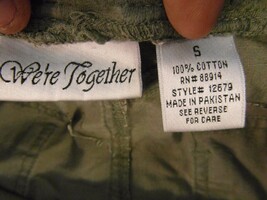 We're Together
S
100% COTTON
RN# 88914
STYLE# 12679
MADE IN PAKISTAN
SEE REVERSE
FOR CARE